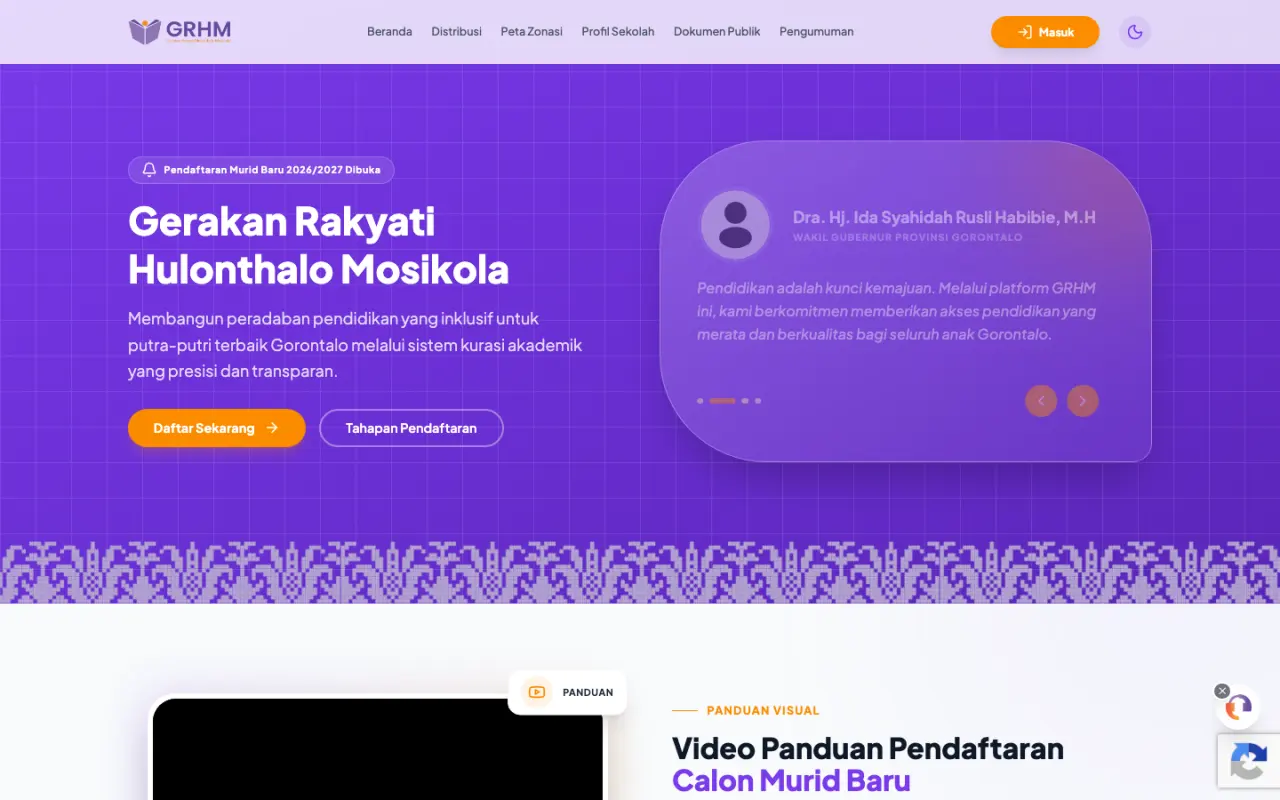 GRHM
Beranda
Distribusi
Peta Zonasi
Profil Sekolah
Dokumen Publik
Pengumuman
Masuk
Pendaftaran Murid Baru 2026/2027 Dibuka
Gerakan Rakyati
Hulonthalo Mosikola
Membangun peradaban pendidikan yang inklusif untuk
putra-putri terbaik Gorontalo melalui sistem kurasi akademik
yang presisi dan transparan.
Daftar Sekarang
Tahapan Pendaftaran
Dra. Hj. Ida Syahidah Rusli Habibie, M.H
WAKIL GUBERNUR PROVINSI GORONTALO
Pendidikan adalah kunci kemajuan. Melalui platform GRHM
ini, kami berkomitmen memberikan akses pendidikan yang
merata dan berkualitas bagi seluruh anak Gorontalo.
PANDUAN
PANDUAN VISUAL
Video Panduan Pendaftaran
Calon Murid Baru